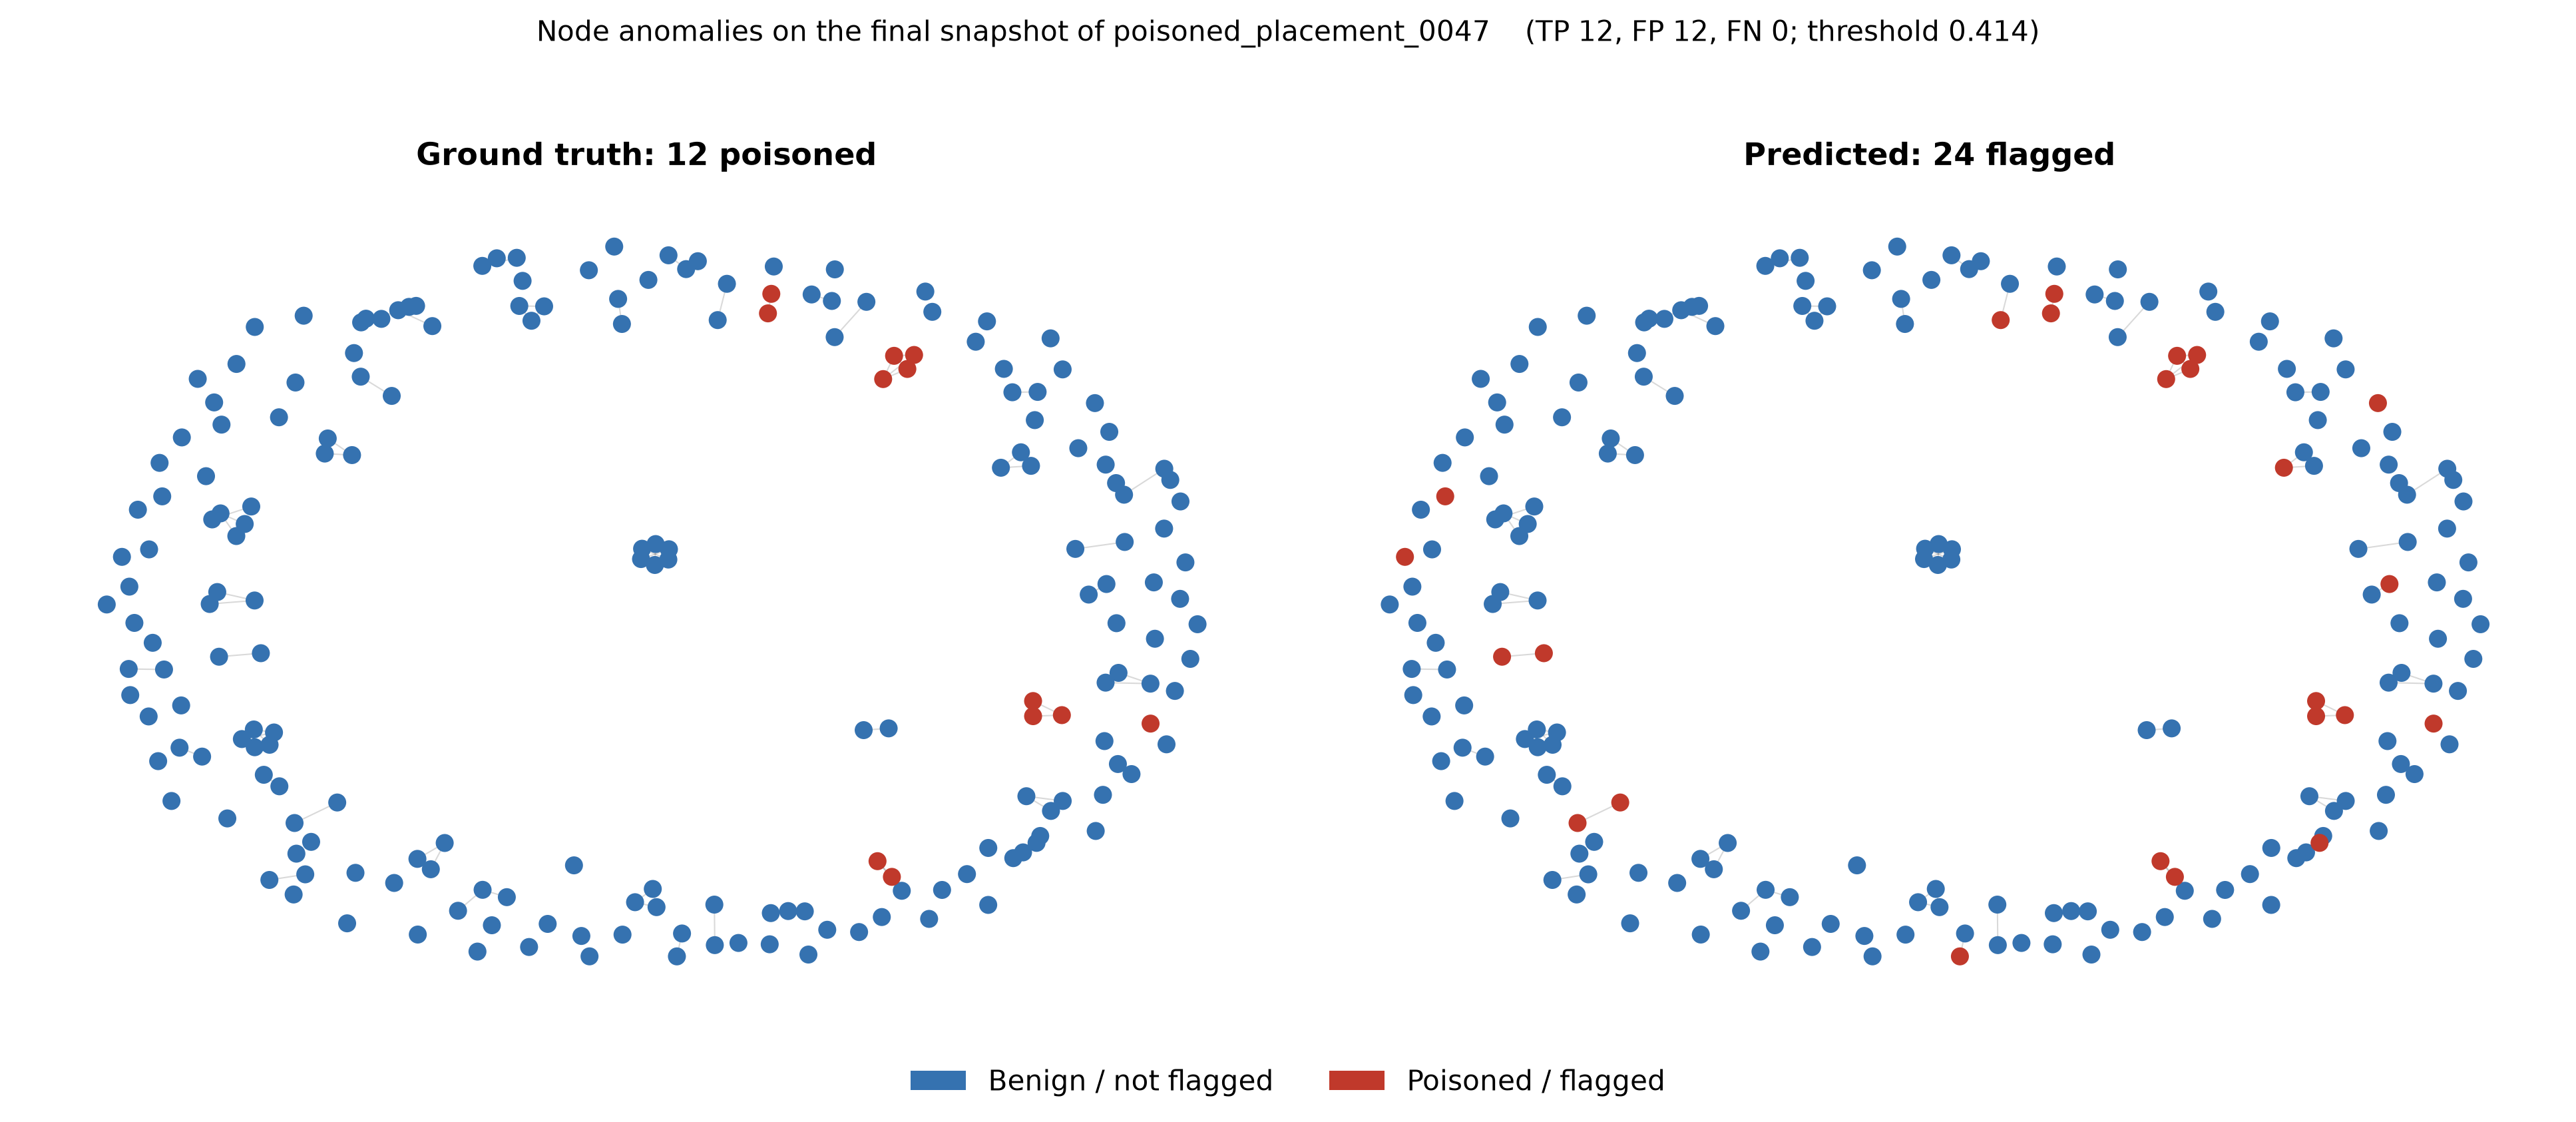 Node anomalies on the final snapshot of poisoned_placement_0047    (TP 12, FP 12, FN 0; threshold 0.414)
Ground truth: 12 poisoned
Predicted: 24 flagged
Benign / not flagged
Poisoned / flagged